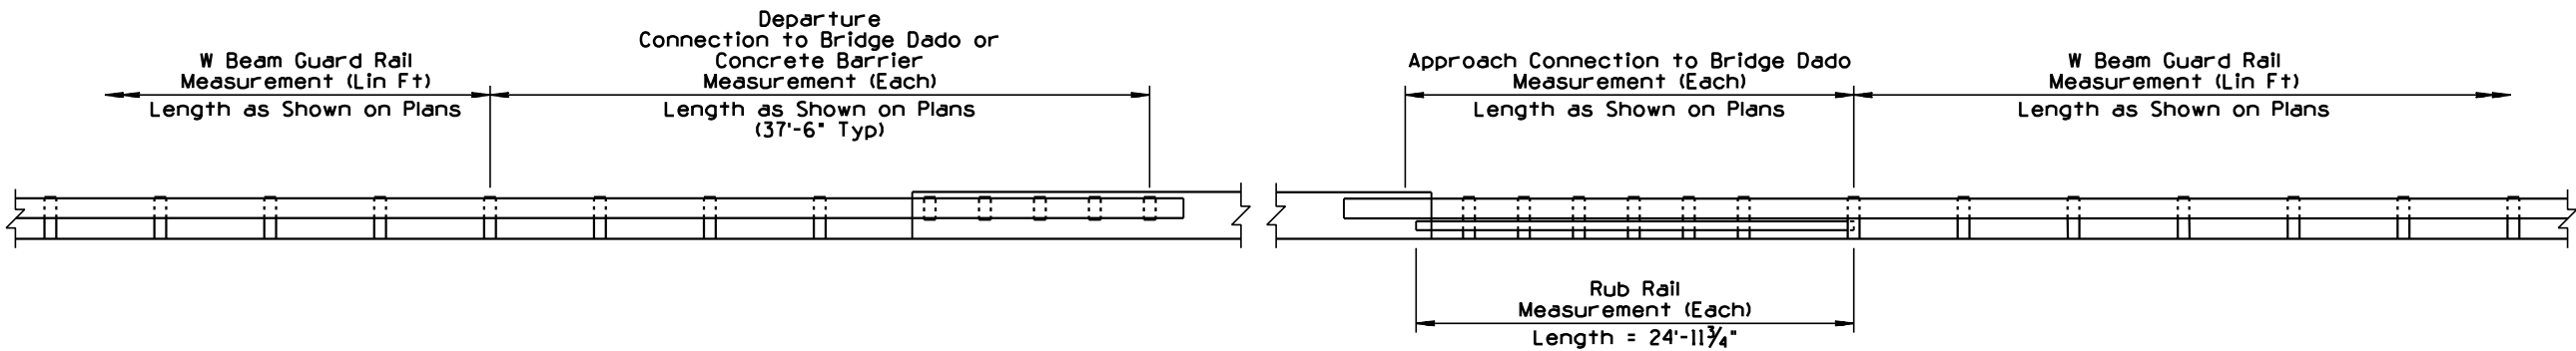 W Beam Guard Rail
Measurement (Lin Ft)
Length as Shown on Plans
Departure
Connection to Bridge Dado or
Concrete Barrier
Measurement (Each)
Length as Shown on Plans
(37'-6" Typ)
Approach Connection to Bridge Dado
Measurement (Each)
Length as Shown on Plans
W Beam Guard Rail
Measurement (Lin Ft)
Length as Shown on Plans
Rub Rail
Measurement (Each)
Length = 24'-11¾"